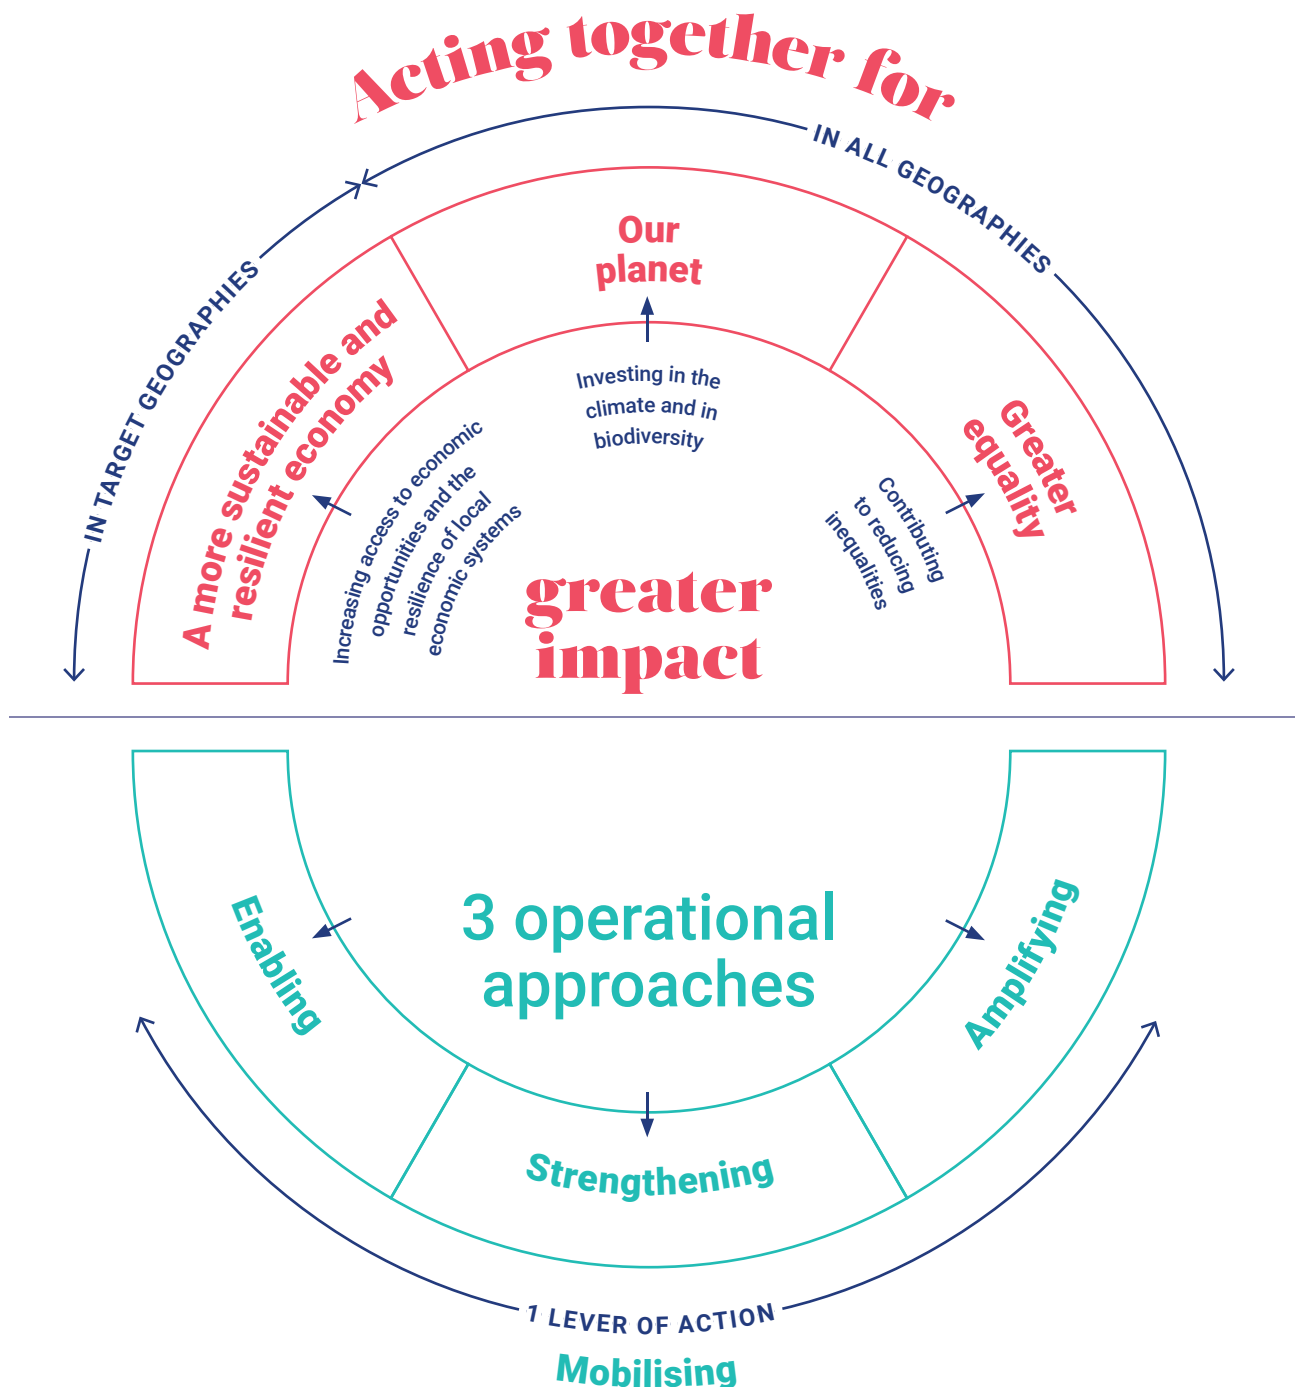 Acting together for
IN TARGET GEOGRAPHIES
IN ALL GEOGRAPHIES
A more sustainable and
resilient economy
Our
planet
Greater
equality
Increasing access to economic
opportunities and the
resilience of local
economic systems
Investing in the
climate and in
biodiversity
Contributing
to reducing
inequalities
greater
impact
3 operational
approaches
Enabling
Strengthening
Amplifying
1 LEVER OF ACTION
Mobilising